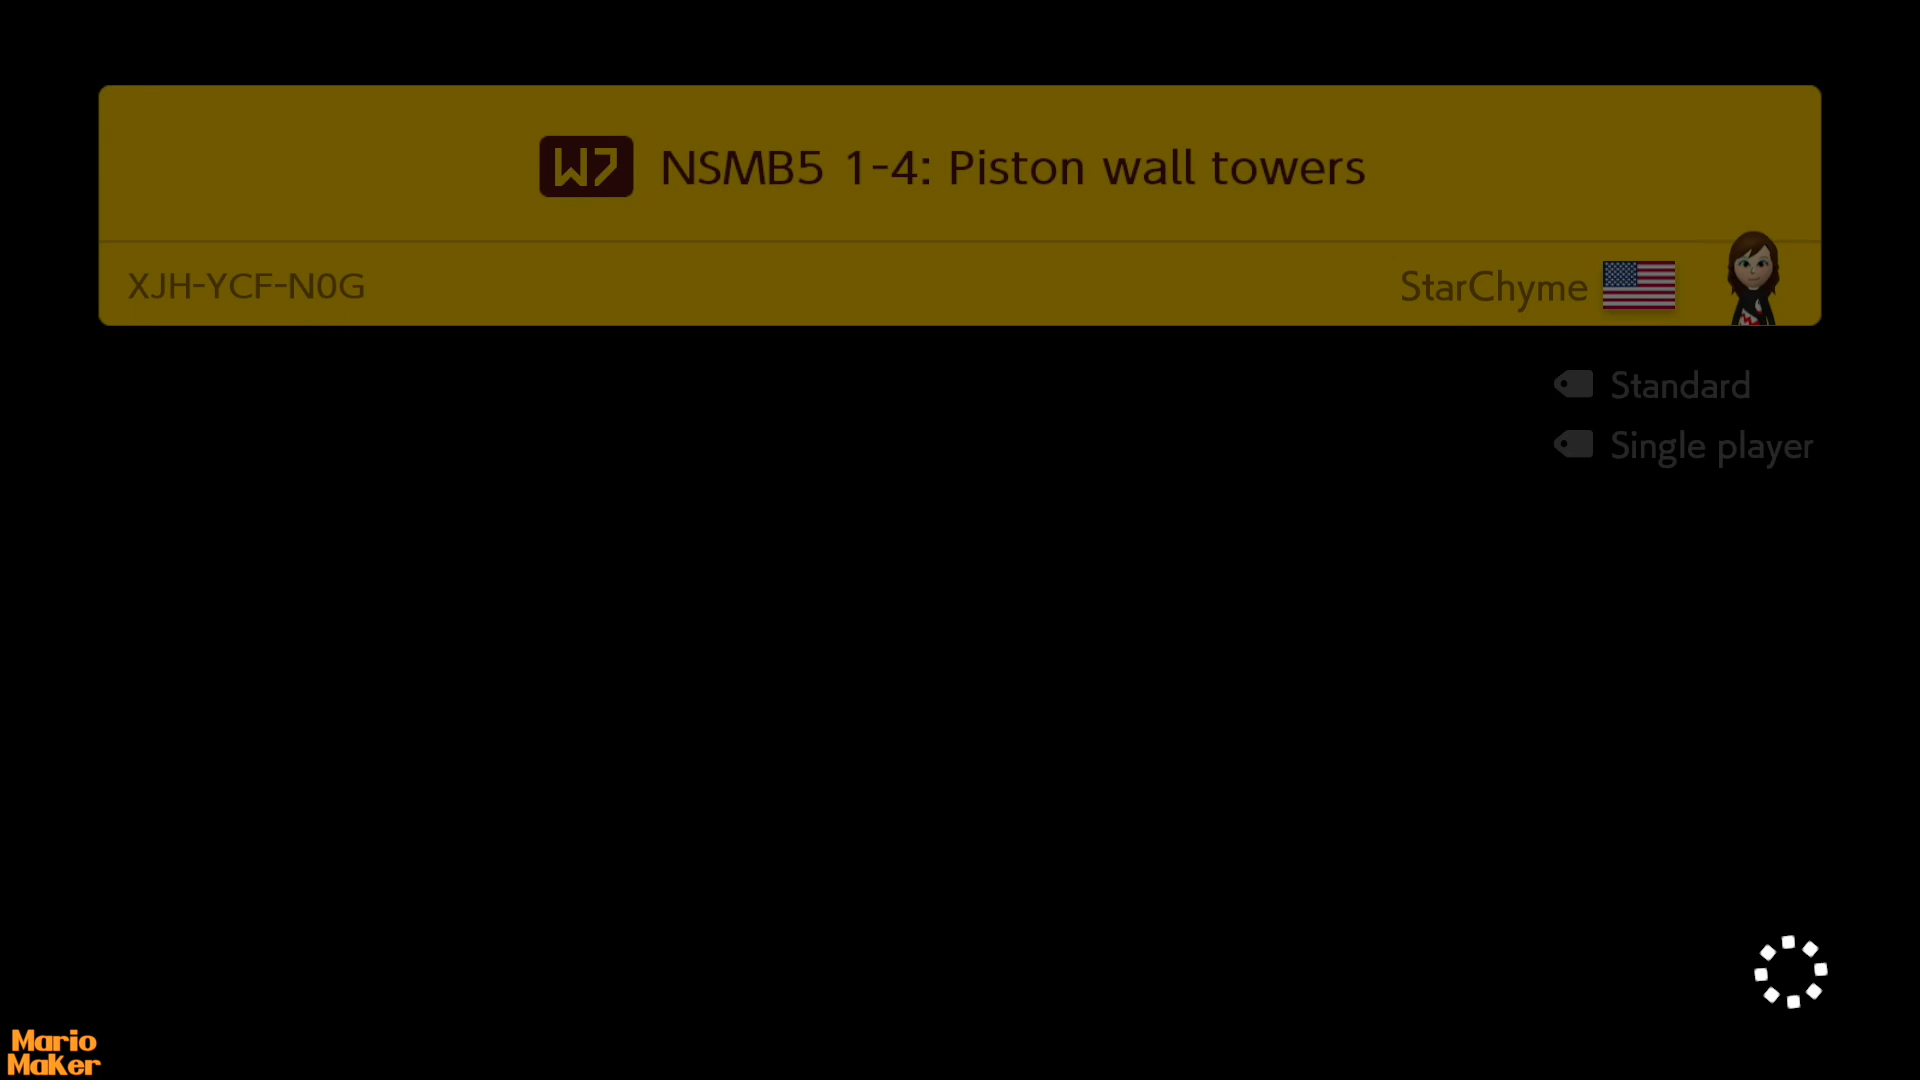 W7 NSMB5 1-4: Piston wall towers
XJH-YCF-N0G
StarChyme
Standard
Single player
Mario
Maker